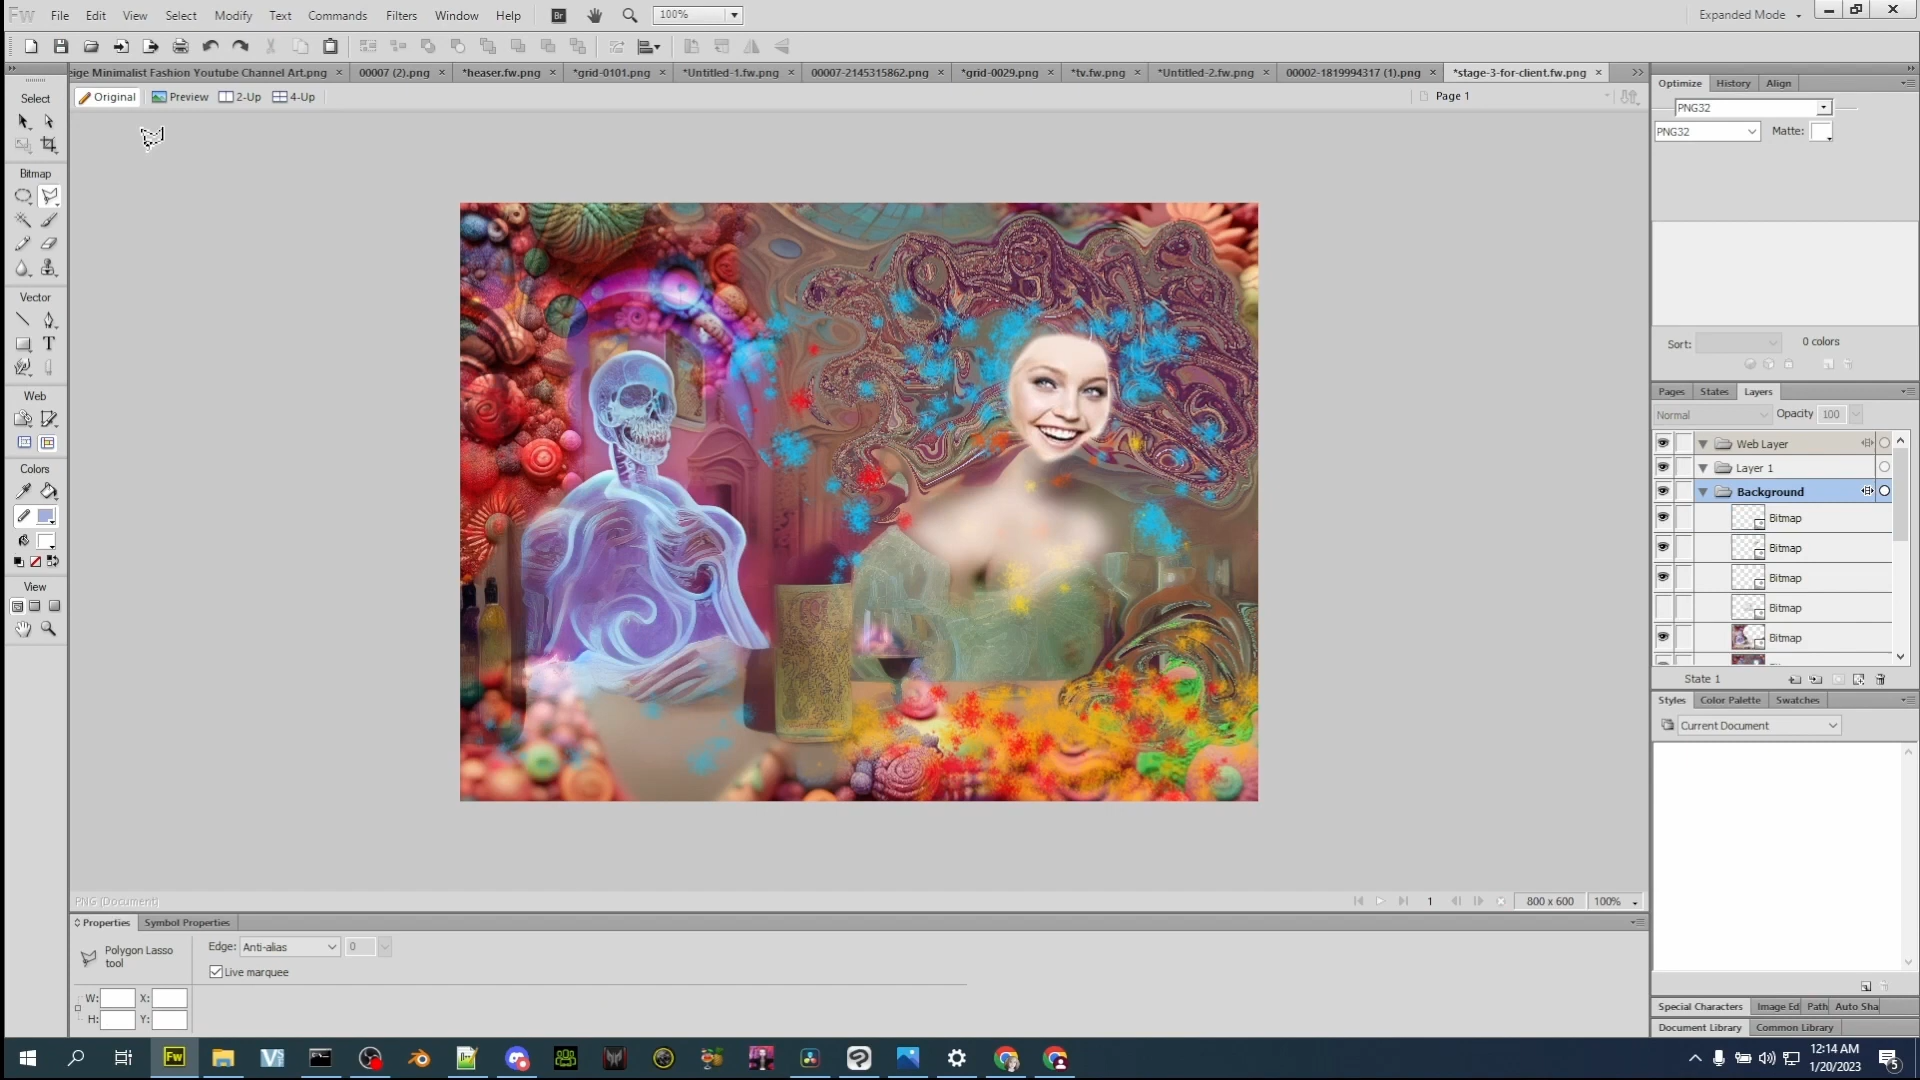 Fw File Edit View Select Modify Text Commands Filters Window Help Br 100% Expanded Mode
eige Minimalist Fashion Youtube Channel Art.png 00007 (2).png *heaser.fw.png *grid-0101.png *Untitled-1.fw.png 00007-2145315862.png *grid-0029.png *tv.fw.png *Untitled-2.fw.png 00002-1819994317 (1).png *stage-3-for-client.fw.png
Original Preview 2-Up 4-Up Page 1
Select
Bitmap
Vector
T
Web
Colors
View
Optimize History Align
PNG32
PNG32 Matte:
Sort: 0 colors
Pages States Layers
Normal Opacity 100
Web Layer
Layer 1
Background
Bitmap
Bitmap
Bitmap
Bitmap
Bitmap
State 1
Styles Color Palette Swatches
Current Document
Special Characters Image Ed Path Auto Sha
Document Library Common Library
PNG (Document) 1 800 x 600 100%
Properties Symbol Properties
Polygon Lasso
tool
Edge: Anti-alias 0
Live marquee
W: X:
H: Y:
Fw
12:14 AM
1/20/2023
5